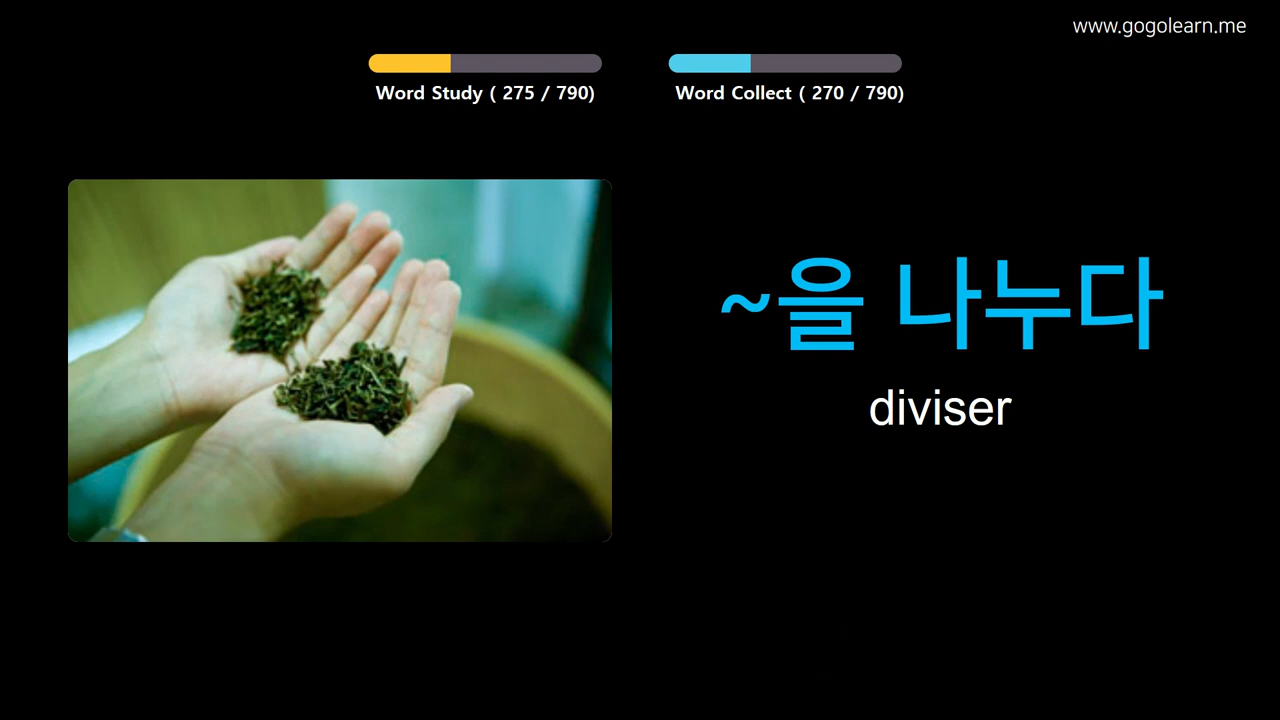 www.gogolearn.me
Word Study ( 275 / 790)
Word Collect ( 270 / 790)
~을 나누다
diviser